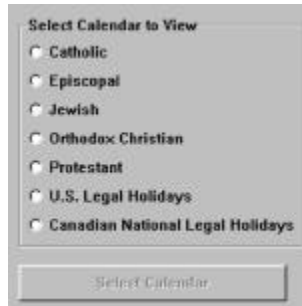 Select Calendar to View
Catholic
Episcopal
Jewish
Orthodox Christian
Protestant
U.S. Legal Holidays
Canadian National Legal Holidays
Select Calendar